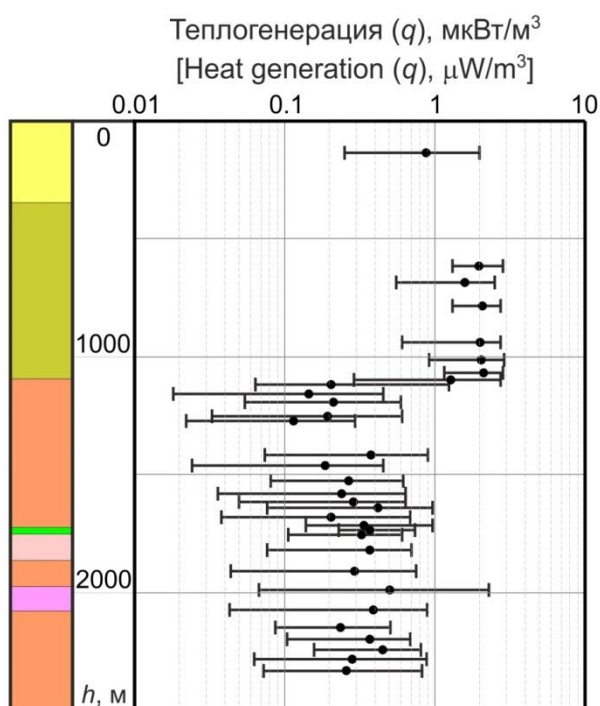 Теплогенерация (q), мкВт/м³
[Heat generation (q), μW/m³]
0.01 0.1 1 10
0
1000
2000
h, м